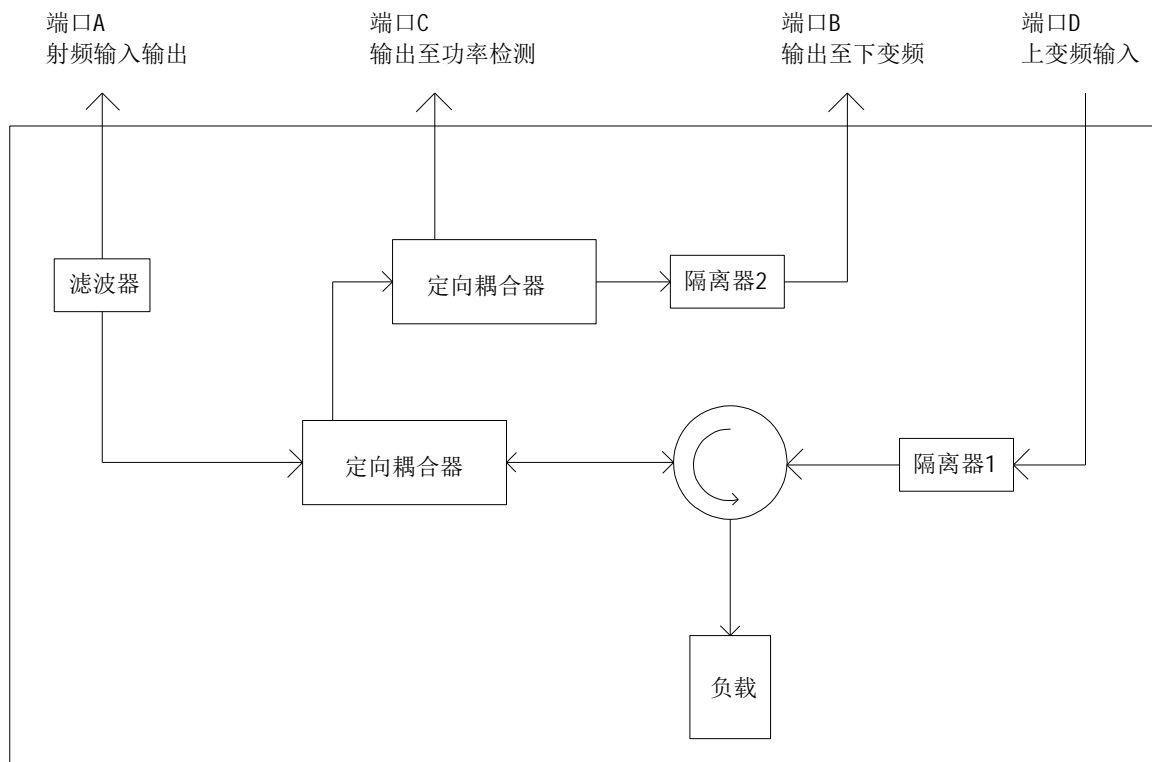 端口A
射频输入输出
端口C
输出至功率检测
端口B
输出至下变频
端口D
上变频输入
滤波器
定向耦合器
隔离器2
定向耦合器
隔离器1
负载